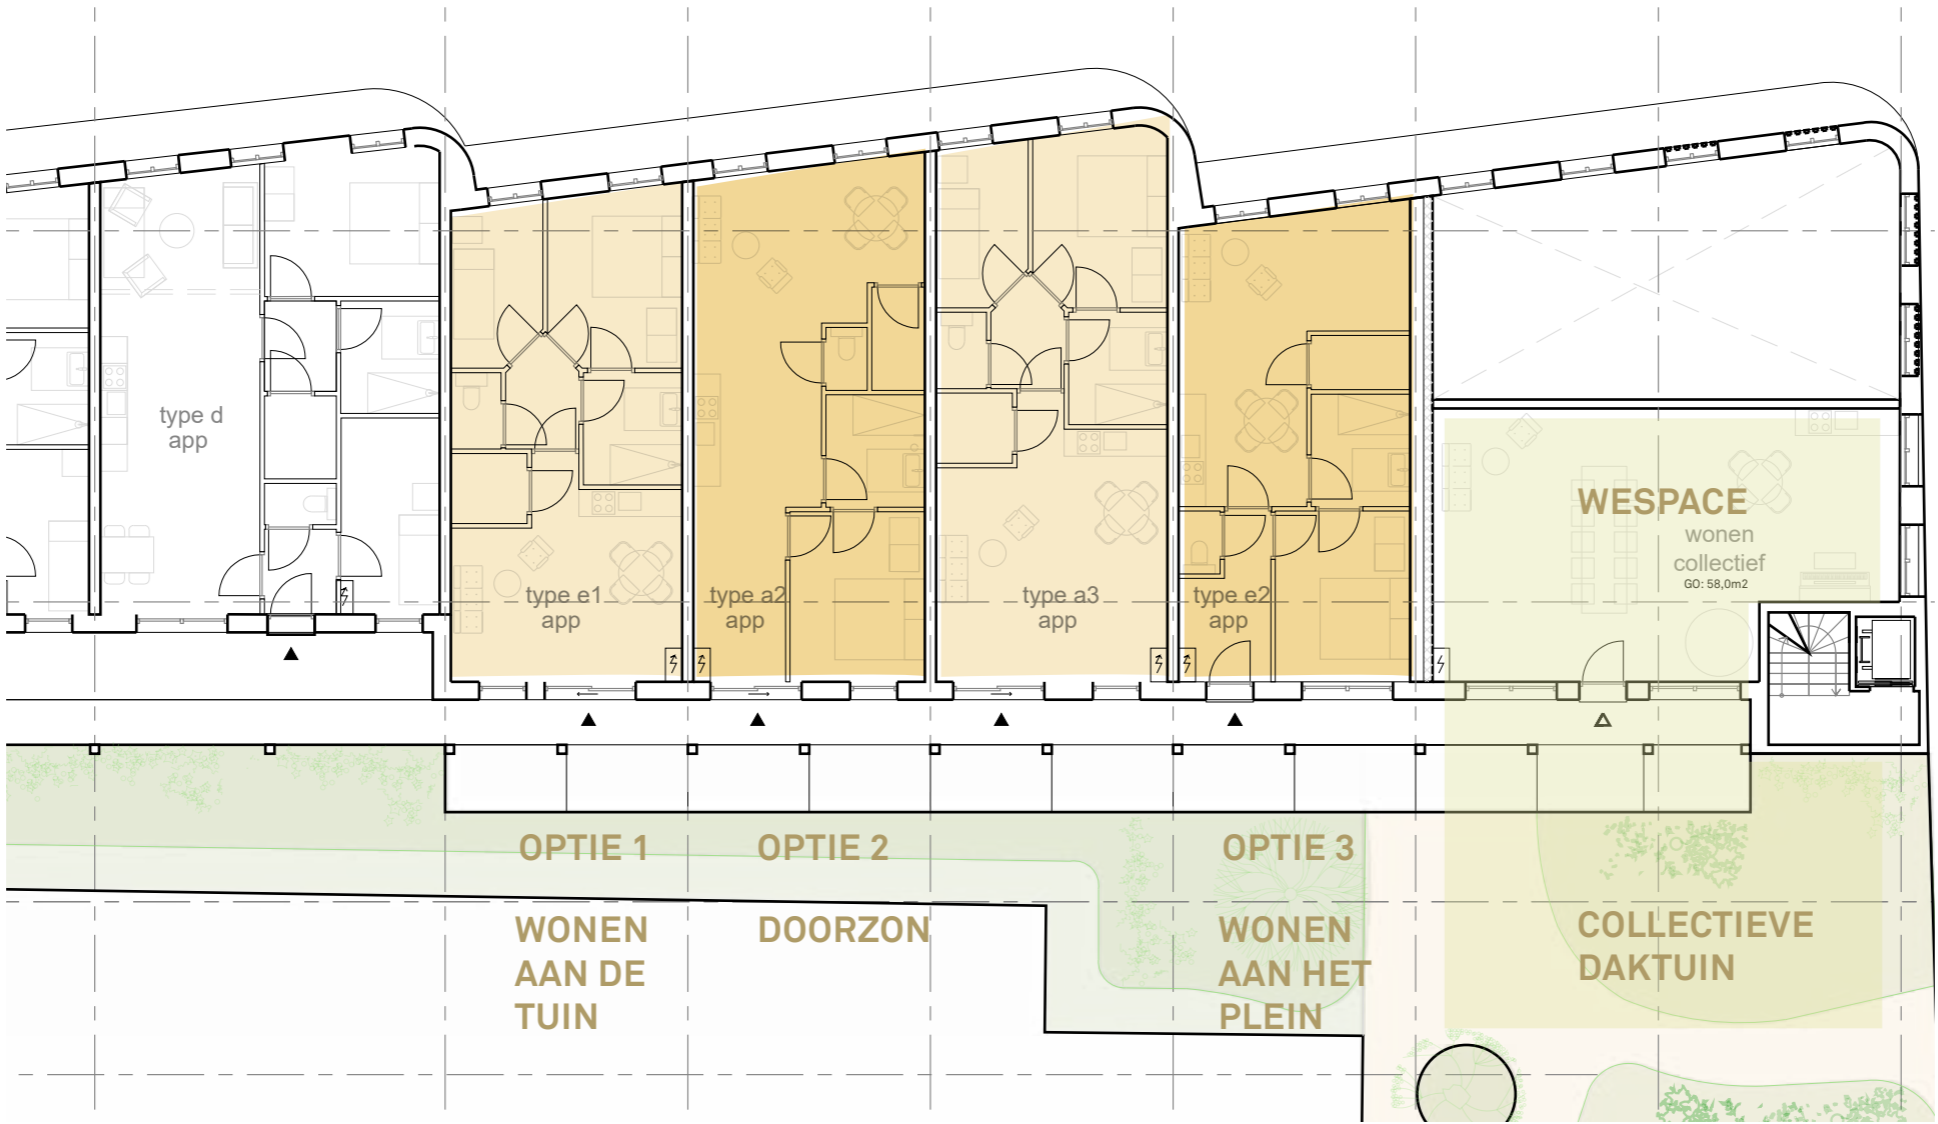 type d
app
type e1
app
type a2
app
type a3
app
type e2
app
WESPACE
wonen
collectief
GO: 58,0m2
OPTIE 1
WONEN
AAN DE
TUIN
OPTIE 2
DOORZON
OPTIE 3
WONEN
AAN HET
PLEIN
COLLECTIEVE
DAKTUIN